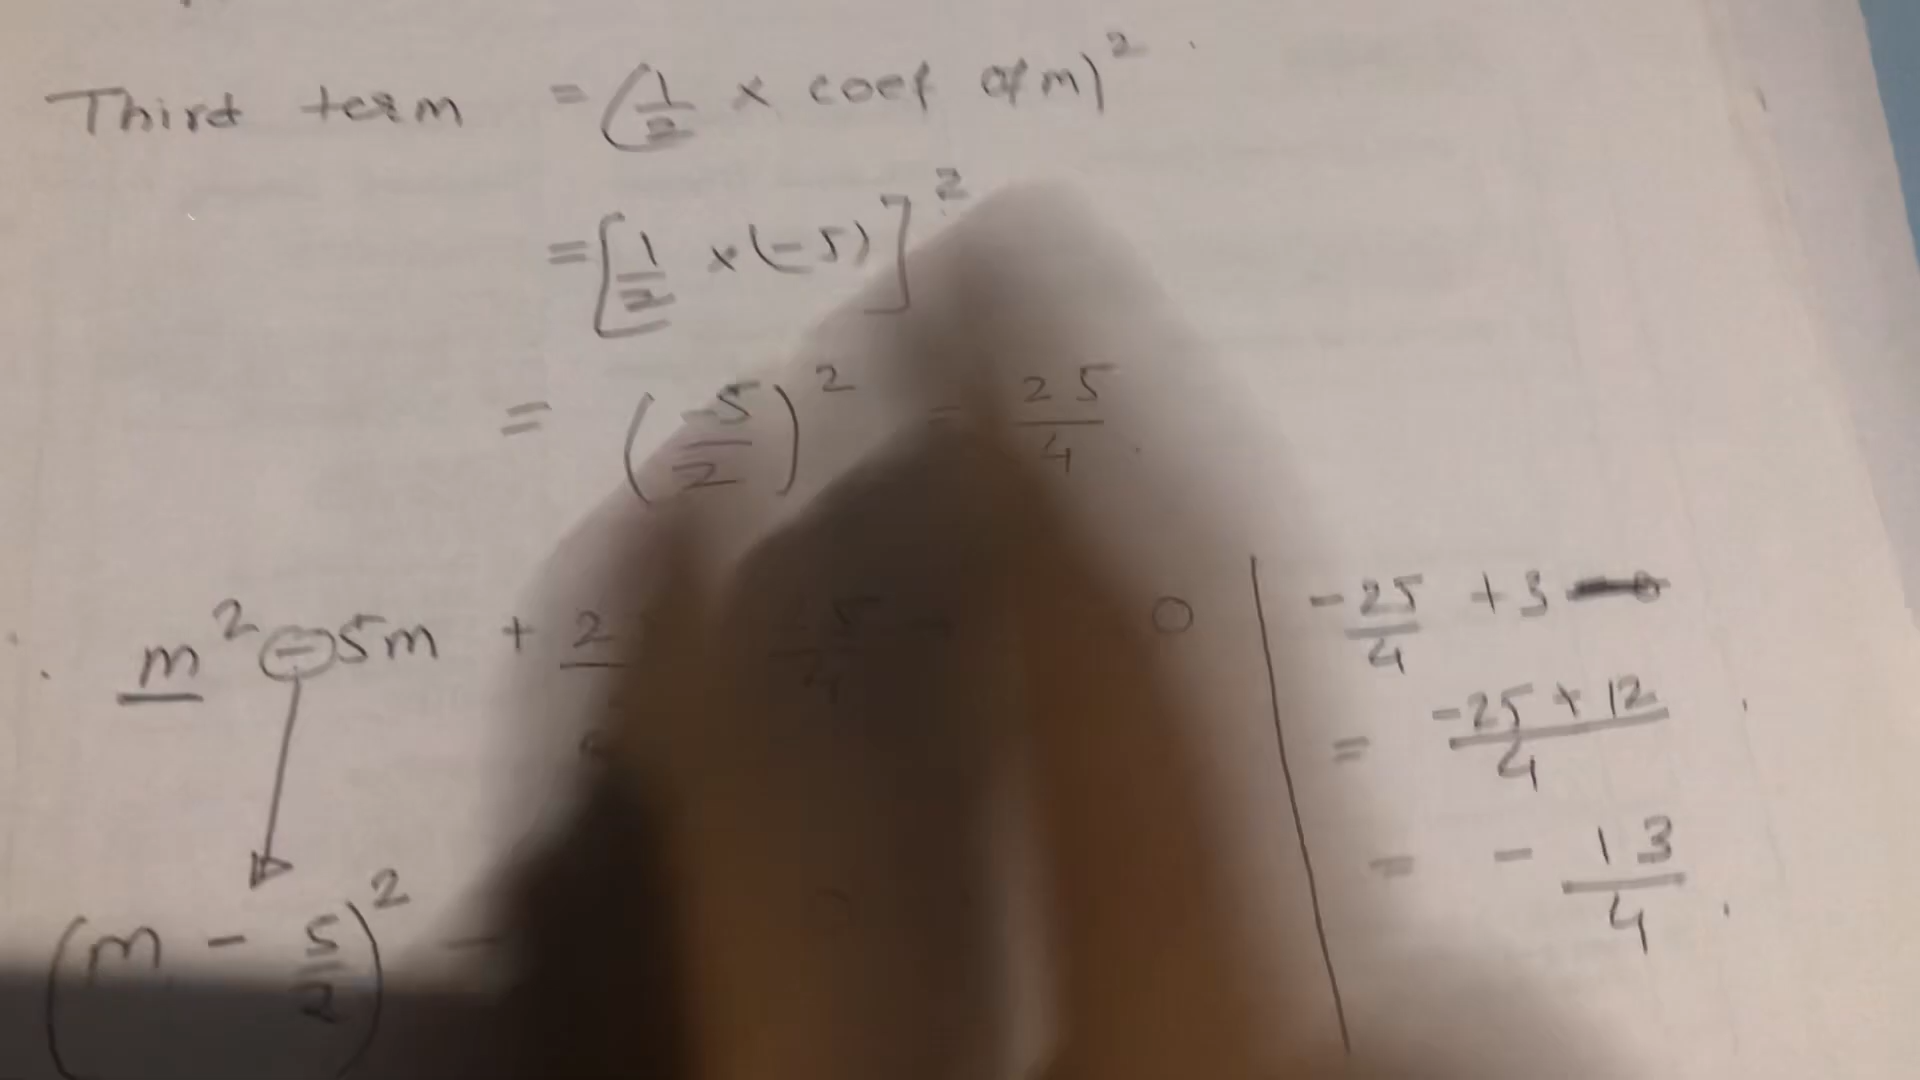 Third term = (1/2 × coef of m)²
= [1/2 × (-5)]²
= (-5/2)² = 25/4
m² - 5m + 2 0
(m - 5/2)² -
-25/4 + 3
= -25 + 12/4
= - 13/4